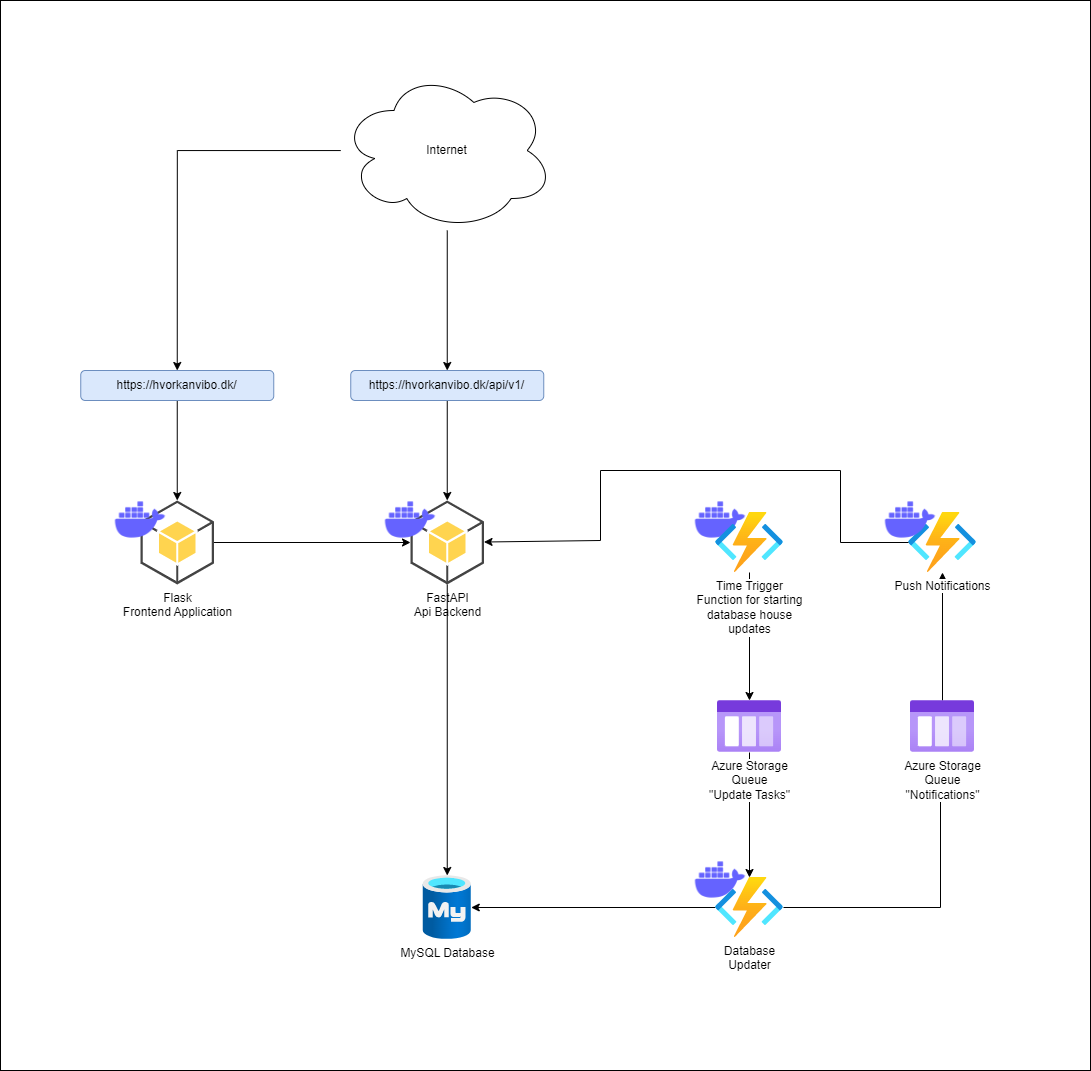 Internet
https://hvorkanvibo.dk/
https://hvorkanvibo.dk/api/v1/
Flask
Frontend Application
FastAPI
Api Backend
Time Trigger
Function for starting
database house
updates
Push Notifications
Azure Storage
Queue
"Update Tasks"
Azure Storage
Queue
"Notifications"
My
MySQL Database
Database
Updater